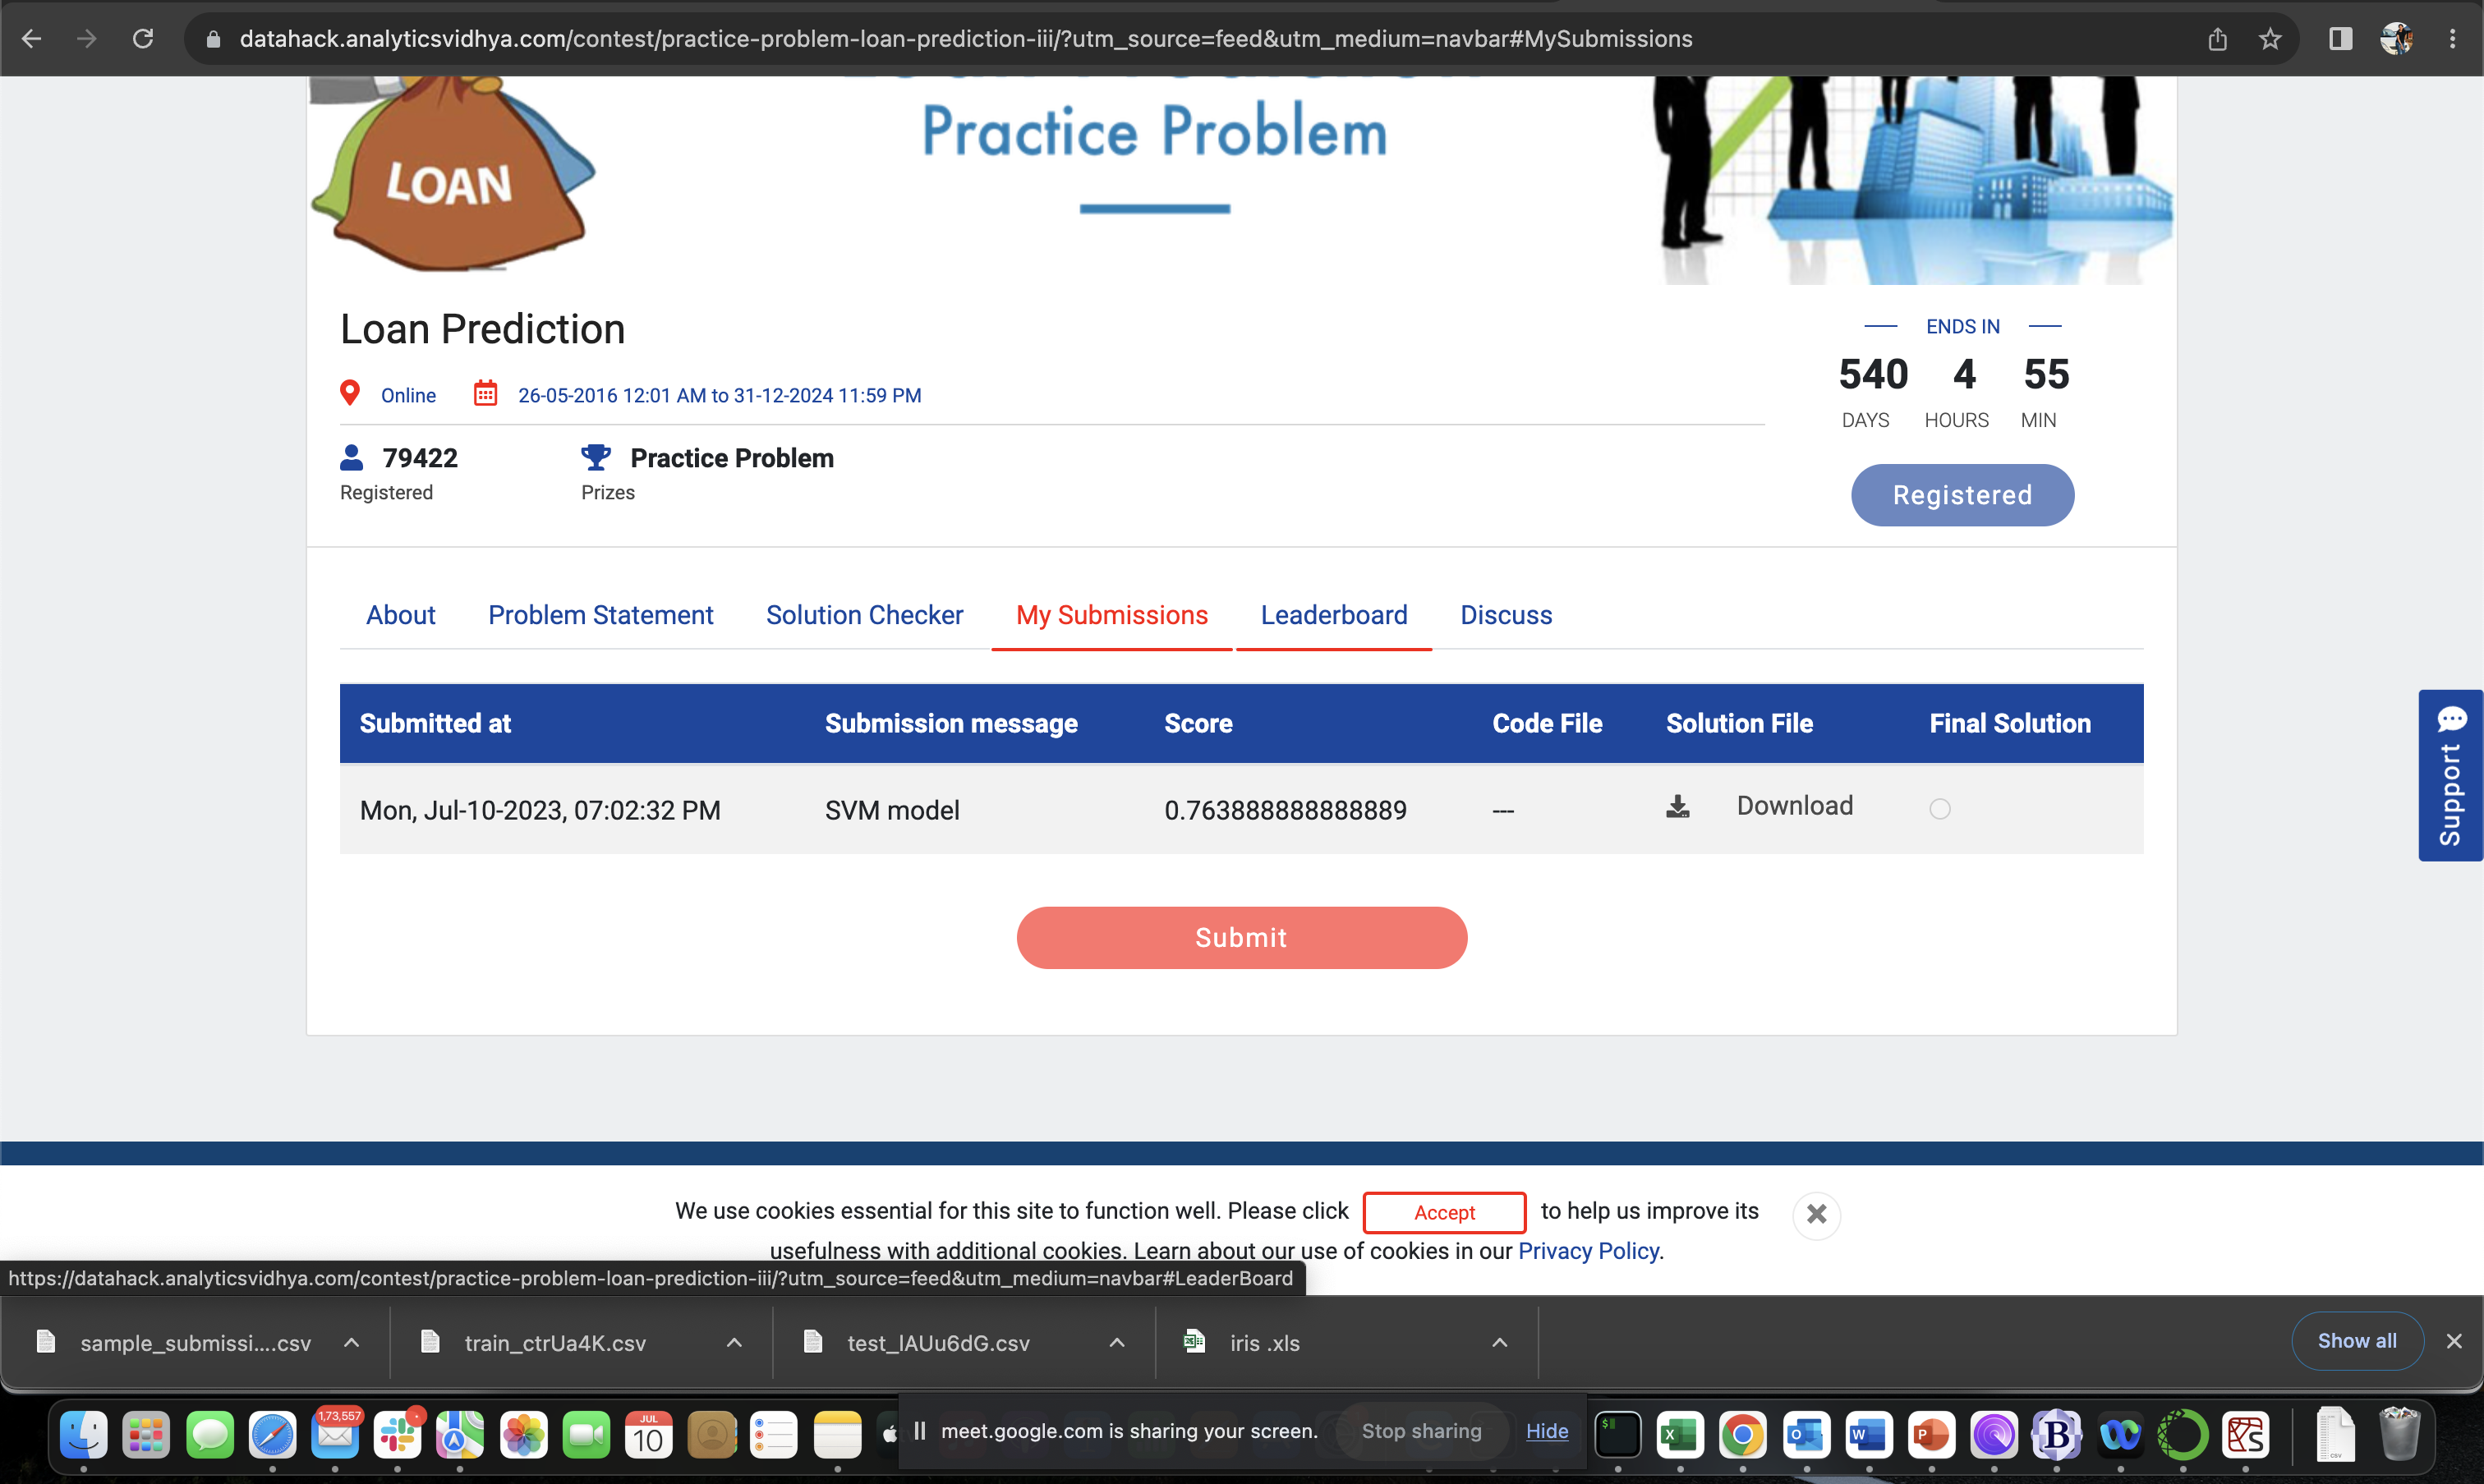 datahack.analyticsvidhya.com/contest/practice-problem-loan-prediction-iii/?utm_source=feed&utm_medium=navbar#MySubmissions
LOAN
Practice Problem
Loan Prediction
Online
26-05-2016 12:01 AM to 31-12-2024 11:59 PM
ENDS IN
540 4 55
DAYS HOURS MIN
79422
Registered
Practice Problem
Prizes
Registered
About Problem Statement Solution Checker My Submissions Leaderboard Discuss
Submitted at Submission message Score Code File Solution File Final Solution
Mon, Jul-10-2023, 07:02:32 PM SVM model 0.763888888888889 --- Download
Submit
Support
We use cookies essential for this site to function well. Please click Accept to help us improve its
usefulness with additional cookies. Learn about our use of cookies in our Privacy Policy.
https://datahack.analyticsvidhya.com/contest/practice-problem-loan-prediction-iii/?utm_source=feed&utm_medium=navbar#LeaderBoard
sample_submissi....csv train_ctrUa4K.csv test_lAUu6dG.csv iris .xls Show all
1,73,557
JUL
10
meet.google.com is sharing your screen. Stop sharing Hide